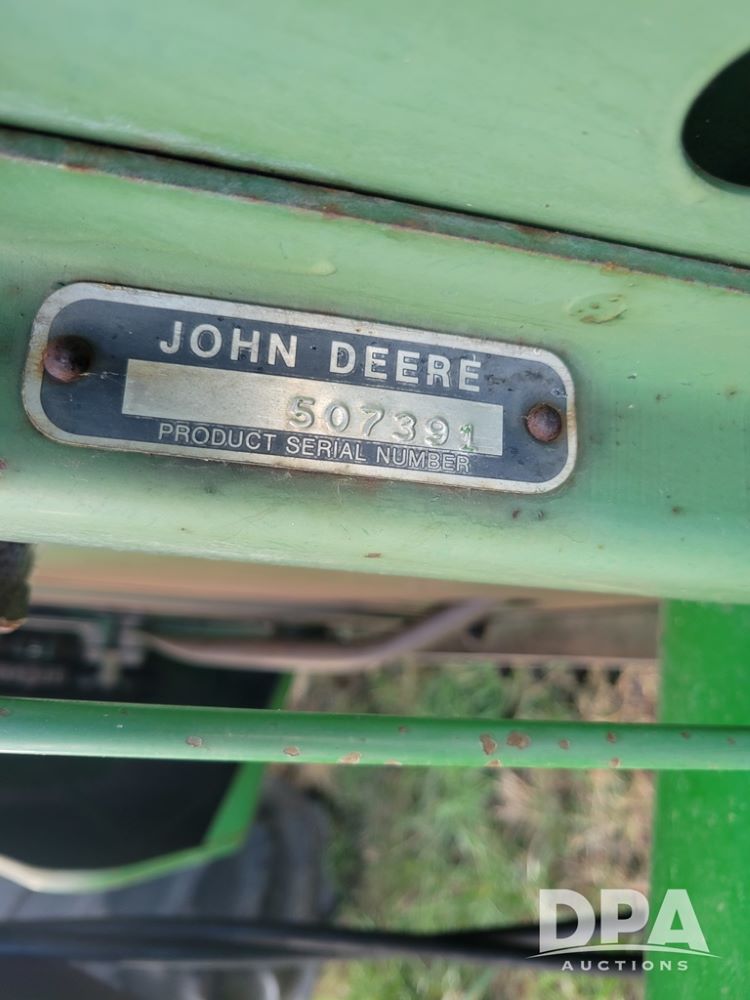 JOHN DEERE
507391
PRODUCT SERIAL NUMBER
DPA
AUCTIONS